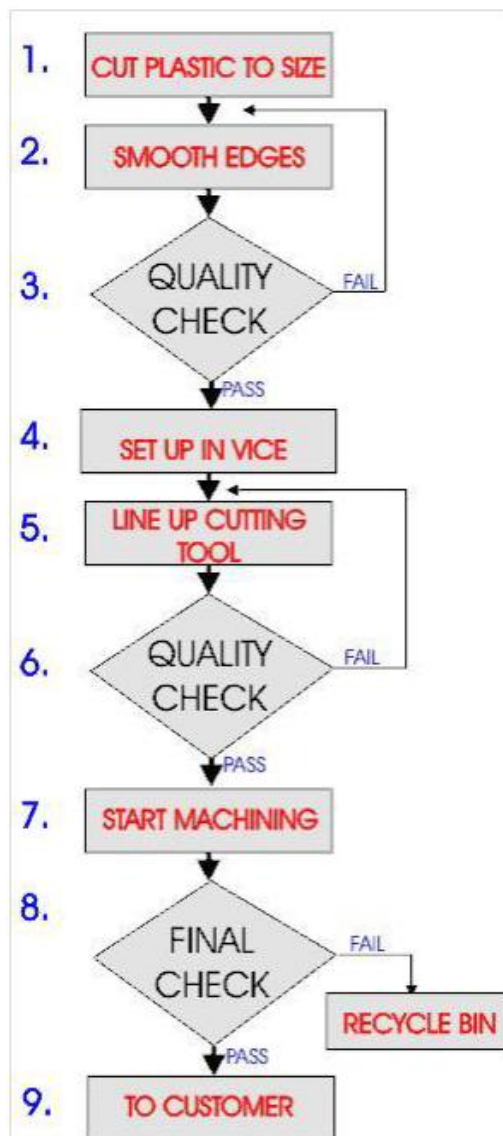 1.
CUT PLASTIC TO SIZE
2.
SMOOTH EDGES
3.
QUALITY
CHECK
FAIL
PASS
4.
SET UP IN VICE
5.
LINE UP CUTTING
TOOL
6.
QUALITY
CHECK
FAIL
PASS
7.
START MACHINING
8.
FINAL
CHECK
FAIL
RECYCLE BIN
PASS
9.
TO CUSTOMER